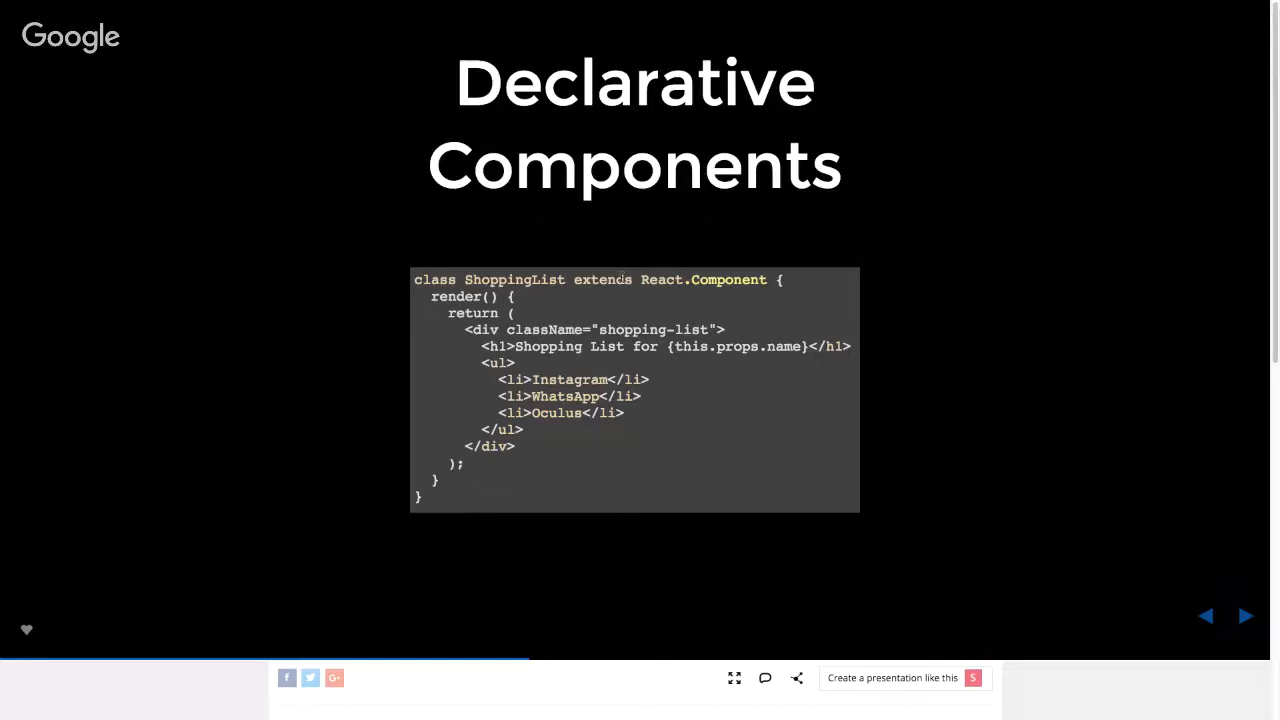 Google
Declarative
Components
class ShoppingList extends React.Component {
  render() {
    return (
      <div className="shopping-list">
        <h1>Shopping List for {this.props.name}</h1>
        <ul>
          <li>Instagram</li>
          <li>WhatsApp</li>
          <li>Oculus</li>
        </ul>
      </div>
    );
  }
}
f
G+
Create a presentation like this S